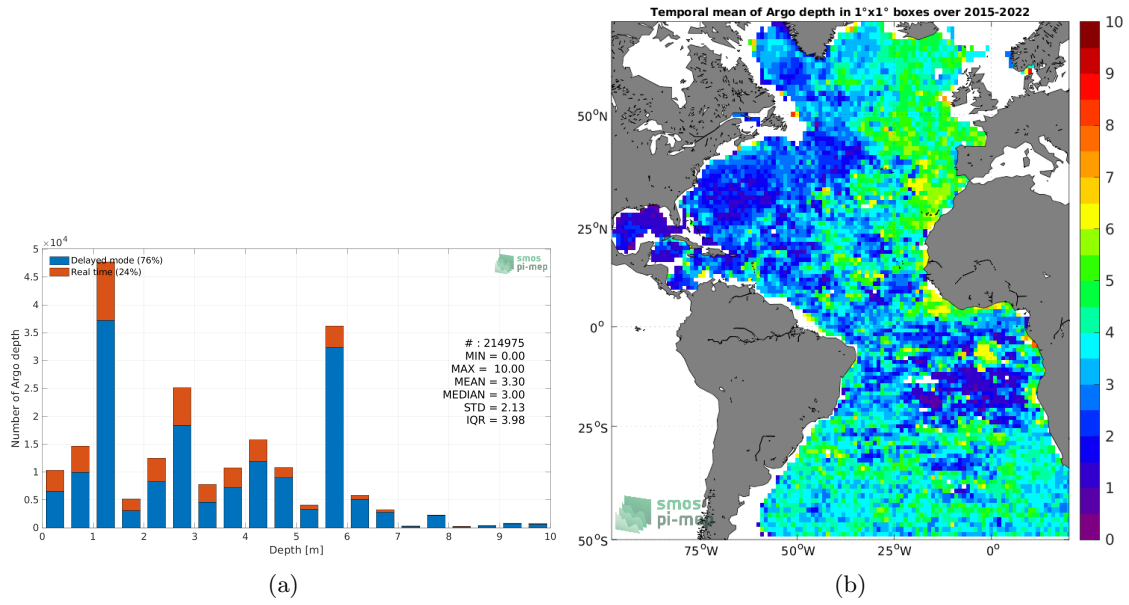 ×10⁴
5
4.5
4
3.5
3
2.5
2
1.5
1
0.5
0
Number of Argo depth
Delayed mode (76%)
Real time (24%)
smos
pi-mep
# : 214975
MIN = 0.00
MAX = 10.00
MEAN = 3.30
MEDIAN = 3.00
STD = 2.13
IQR = 3.98
0 1 2 3 4 5 6 7 8 9 10
Depth [m]
(a)
Temporal mean of Argo depth in 1°x1° boxes over 2015-2022
50°N
25°N
0°
25°S
50°S
smos
pi-mep
75°W 50°W 25°W 0°
10
9
8
7
6
5
4
3
2
1
0
(b)